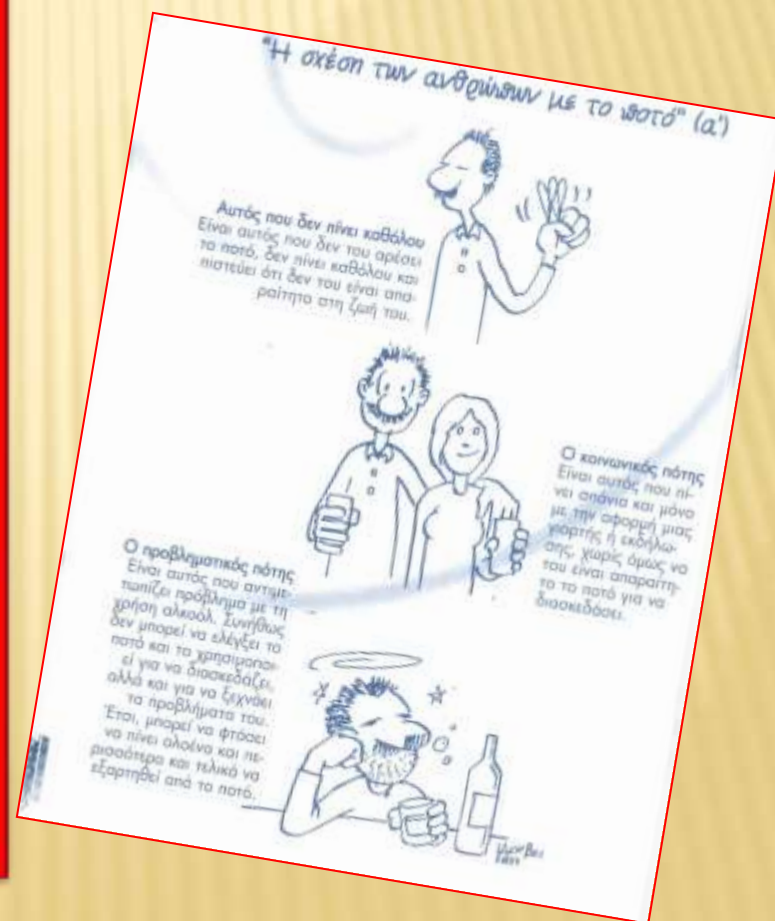 "Η σχέση των ανθρώπων με το ποτό" (α')
Αυτός που δεν πίνει καθόλου
Είναι αυτός που δεν του αρέσει
το ποτό, δεν πίνει καθόλου και
πιστεύει ότι δεν του είναι απα-
ραίτητο στη ζωή του.
Ο κοινωνικός πότης
Είναι αυτός που πί-
νει σπάνια και μόνο
με την αφορμή μιας
γιορτής ή εκδήλω-
σης, χωρίς όμως να
του είναι απαραίτη-
το το ποτό για να
διασκεδάσει.
Ο προβληματικός πότης
Είναι αυτός που αντιμε-
τωπίζει πρόβλημα με τη
χρήση αλκοόλ. Συνήθως
δεν μπορεί να ελέγξει το
ποτό και το χρησιμοποι-
εί για να διασκεδάζει,
αλλά και για να ξεχνάει
τα προβλήματα του.
Έτσι, μπορεί να φτάσει
να πίνει ολοένα και πε-
ρισσότερο και τελικά να
εξαρτηθεί από το ποτό.